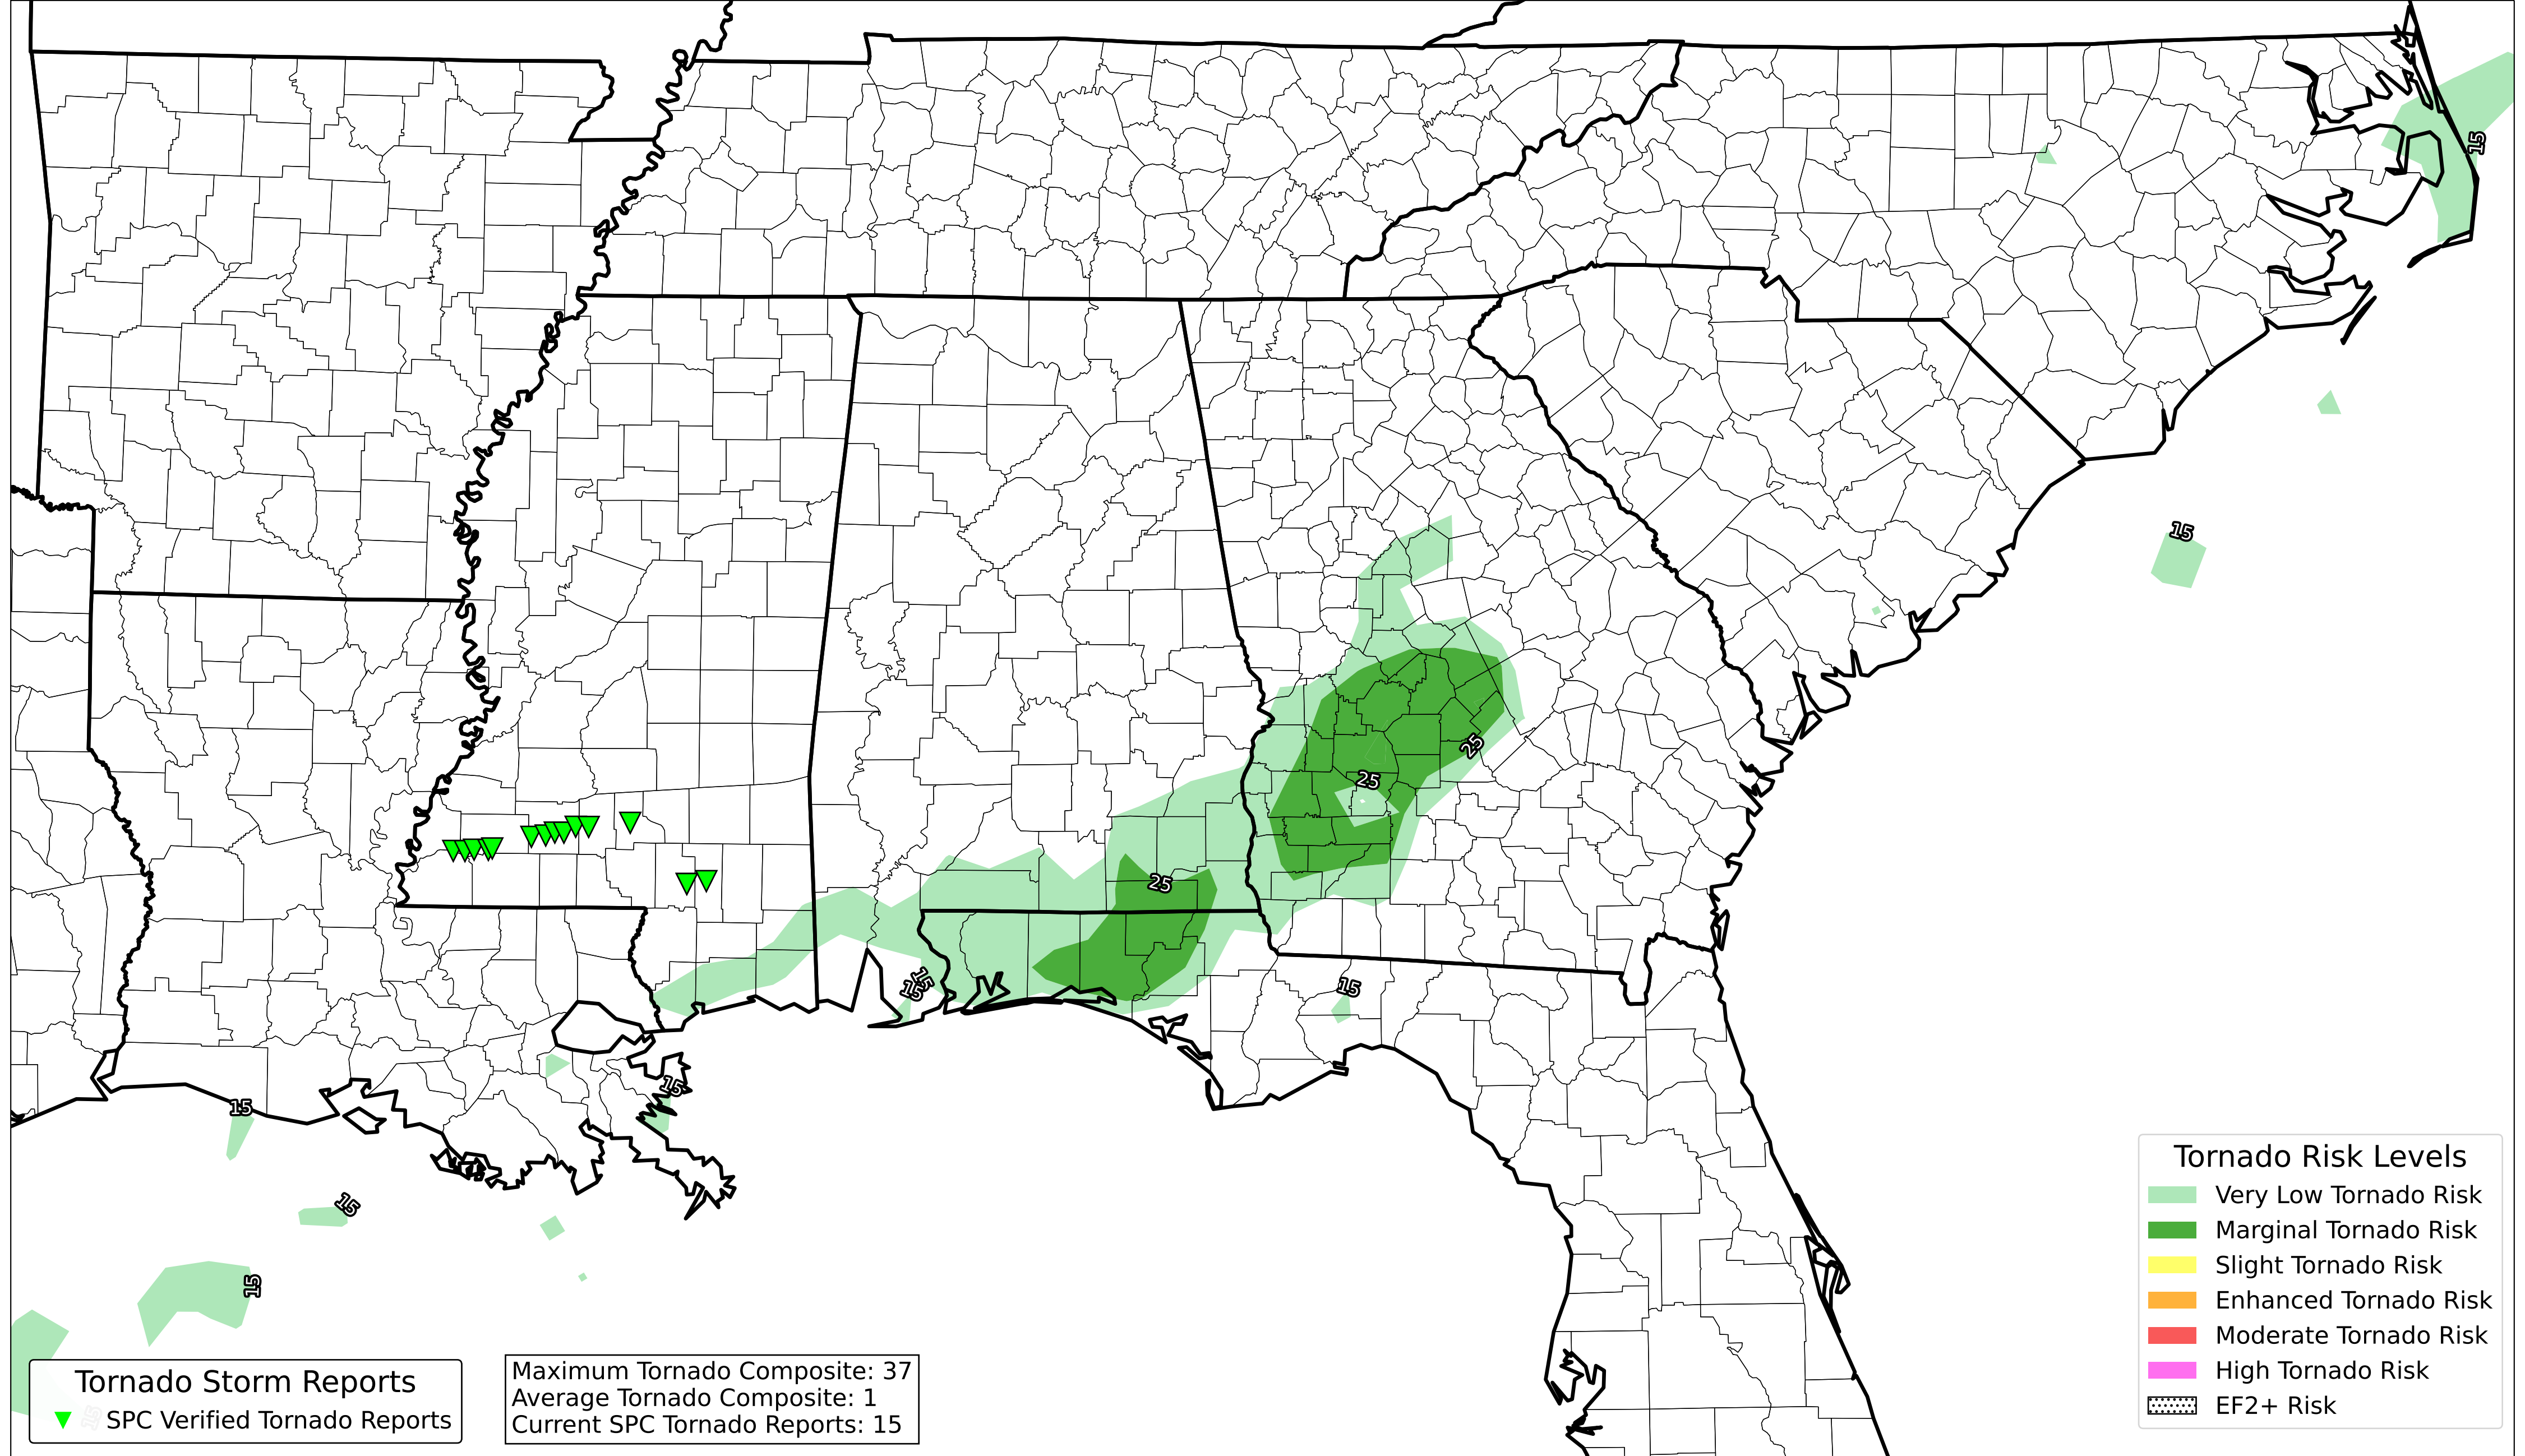 15
15
25
25
25
15
15
15
15
15
15
15
Tornado Risk Levels
Very Low Tornado Risk
Marginal Tornado Risk
Slight Tornado Risk
Enhanced Tornado Risk
Moderate Tornado Risk
High Tornado Risk
EF2+ Risk
Tornado Storm Reports
SPC Verified Tornado Reports
15
Maximum Tornado Composite: 37
Average Tornado Composite: 1
Current SPC Tornado Reports: 15